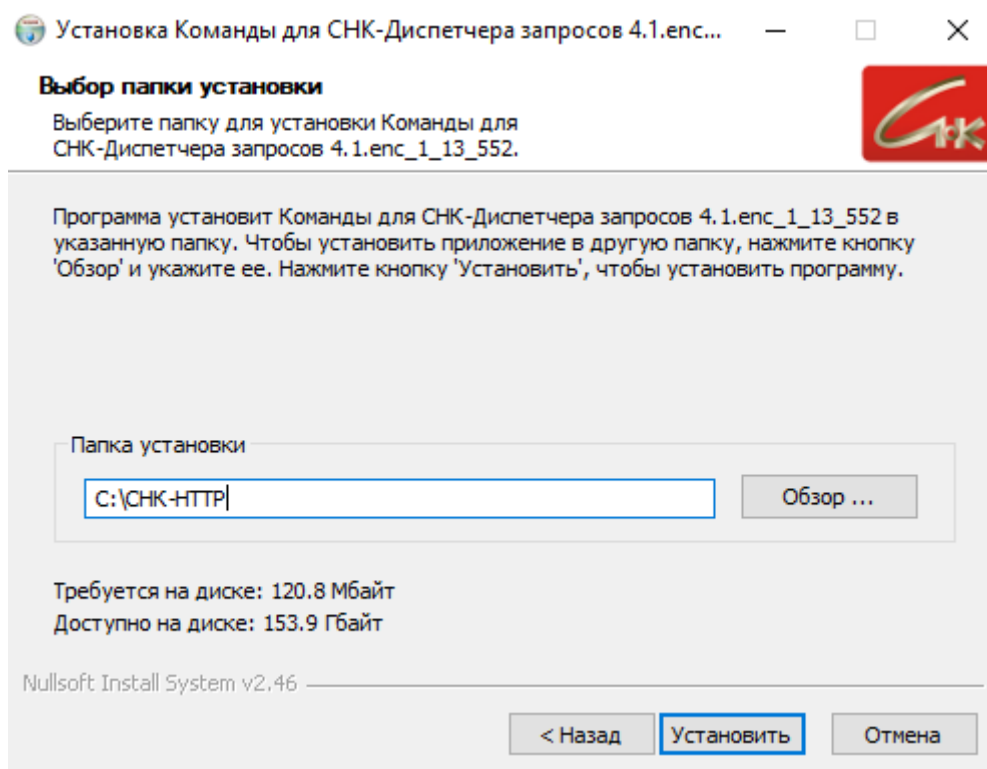 Установка Команды для СНК-Диспетчера запросов 4.1.enc...
Выбор папки установки
Выберите папку для установки Команды для
СНК-Диспетчера запросов 4.1.enc_1_13_552.
СнК
Программа установит Команды для СНК-Диспетчера запросов 4.1.enc_1_13_552 в
указанную папку. Чтобы установить приложение в другую папку, нажмите кнопку
'Обзор' и укажите ее. Нажмите кнопку 'Установить', чтобы установить программу.
Папка установки
C:\СНК-HTTP
Обзор ...
Требуется на диске: 120.8 Мбайт
Доступно на диске: 153.9 Гбайт
Nullsoft Install System v2.46
< Назад
Установить
Отмена